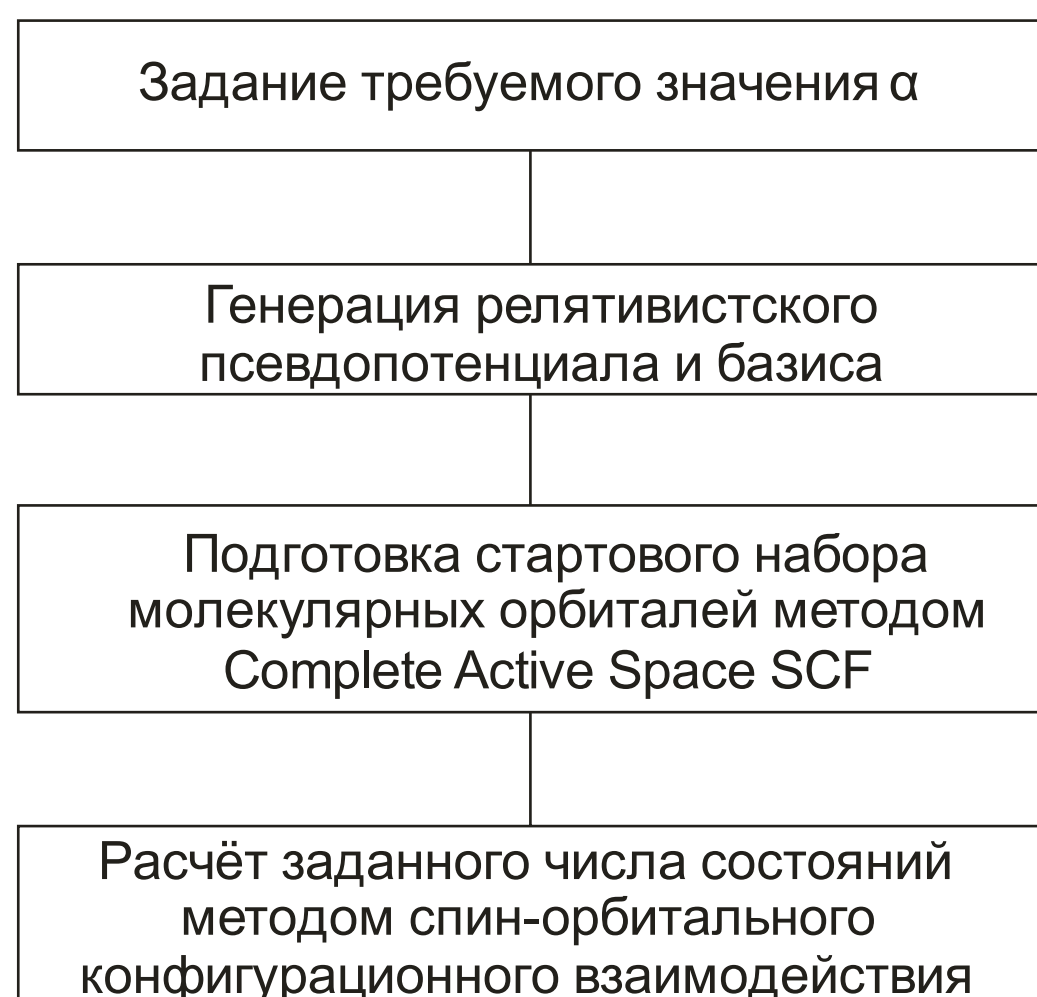 Задание требуемого значения α
Генерация релятивистского
псевдопотенциала и базиса
Подготовка стартового набора
молекулярных орбиталей методом
Complete Active Space SCF
Расчёт заданного числа состояний
методом спин-орбитального
конфигурационного взаимодействия